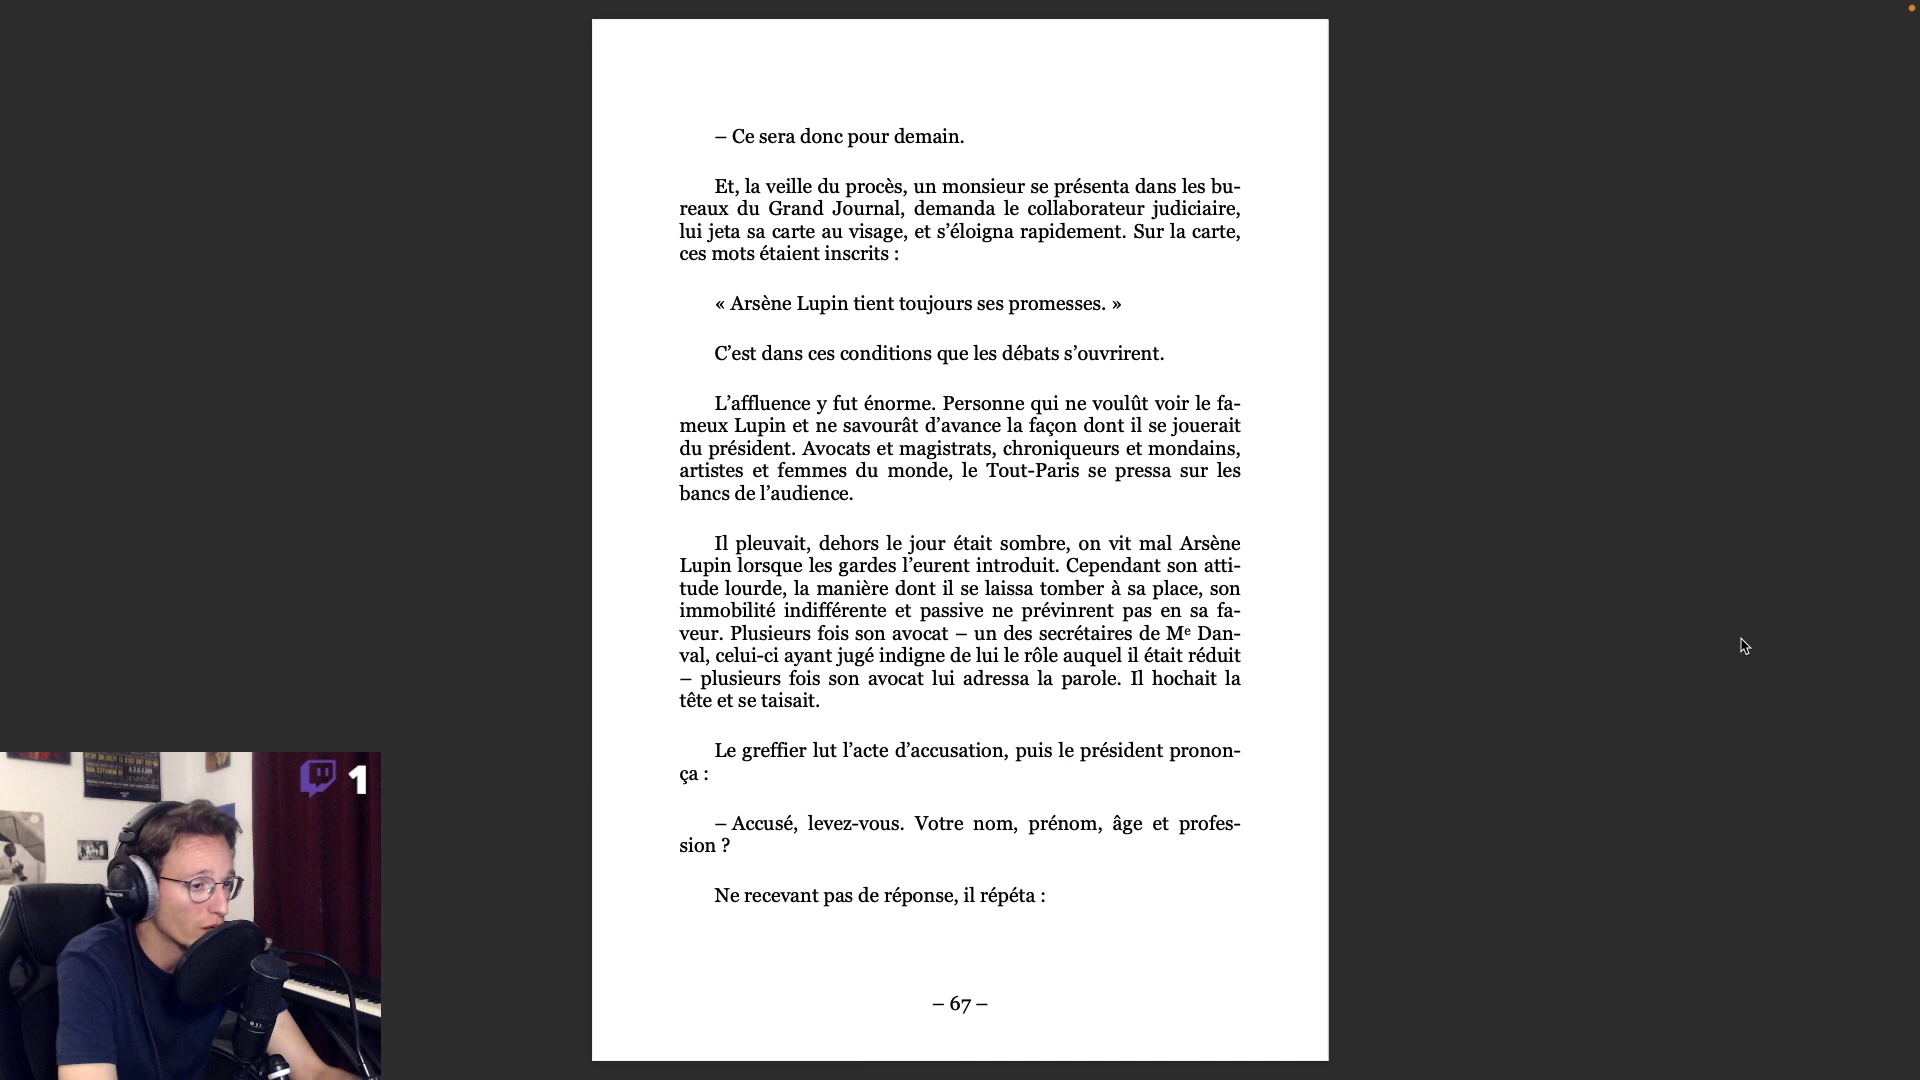 – Ce sera donc pour demain.
Et, la veille du procès, un monsieur se présenta dans les bu-
reaux du Grand Journal, demanda le collaborateur judiciaire,
lui jeta sa carte au visage, et s’éloigna rapidement. Sur la carte,
ces mots étaient inscrits :
« Arsène Lupin tient toujours ses promesses. »
C’est dans ces conditions que les débats s’ouvrirent.
L’affluence y fut énorme. Personne qui ne voulût voir le fa-
meux Lupin et ne savourât d’avance la façon dont il se jouerait
du président. Avocats et magistrats, chroniqueurs et mondains,
artistes et femmes du monde, le Tout-Paris se pressa sur les
bancs de l’audience.
Il pleuvait, dehors le jour était sombre, on vit mal Arsène
Lupin lorsque les gardes l’eurent introduit. Cependant son atti-
tude lourde, la manière dont il se laissa tomber à sa place, son
immobilité indifférente et passive ne prévinrent pas en sa fa-
veur. Plusieurs fois son avocat – un des secrétaires de Mᵉ Dan-
val, celui-ci ayant jugé indigne de lui le rôle auquel il était réduit
– plusieurs fois son avocat lui adressa la parole. Il hochait la
tête et se taisait.
Le greffier lut l’acte d’accusation, puis le président pronon-
ça :
– Accusé, levez-vous. Votre nom, prénom, âge et profes-
sion ?
Ne recevant pas de réponse, il répéta :
– 67 –
1